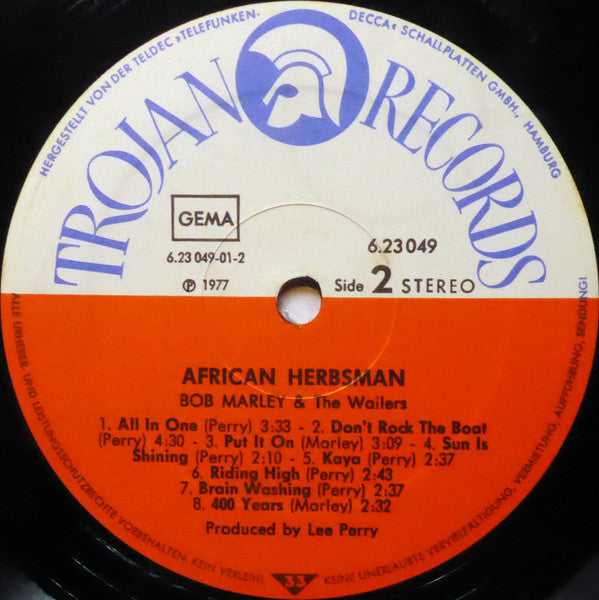 HERGESTELLT VON DER TELDEC »TELEFUNKEN-DECCA« SCHALLPLATTEN GMBH., HAMBURG
TROJAN RECORDS
GEMA
6.23 049-01-2
℗ 1977
6.23049
Side 2 STEREO
AFRICAN HERBSMAN
BOB MARLEY & The Wailers
1. All In One (Perry) 3:33 - 2. Don't Rock The Boat
(Perry) 4:30 - 3. Put It On (Marley) 3:09 - 4. Sun Is
Shining (Perry) 2:10 - 5. Kaya (Perry) 2:37
6. Riding High (Perry) 2:43
7. Brain Washing (Perry) 2:37
8. 400 Years (Marley) 2:32
Produced by Lee Perry
ALLE URHEBER- UND LEISTUNGSSCHUTZRECHTE VORBEHALTEN. KEIN VERLEIH! KEINE UNERLAUBTE VERVIELFÄLTIGUNG, VERMIETUNG, AUFFÜHRUNG, SENDUNG!
33